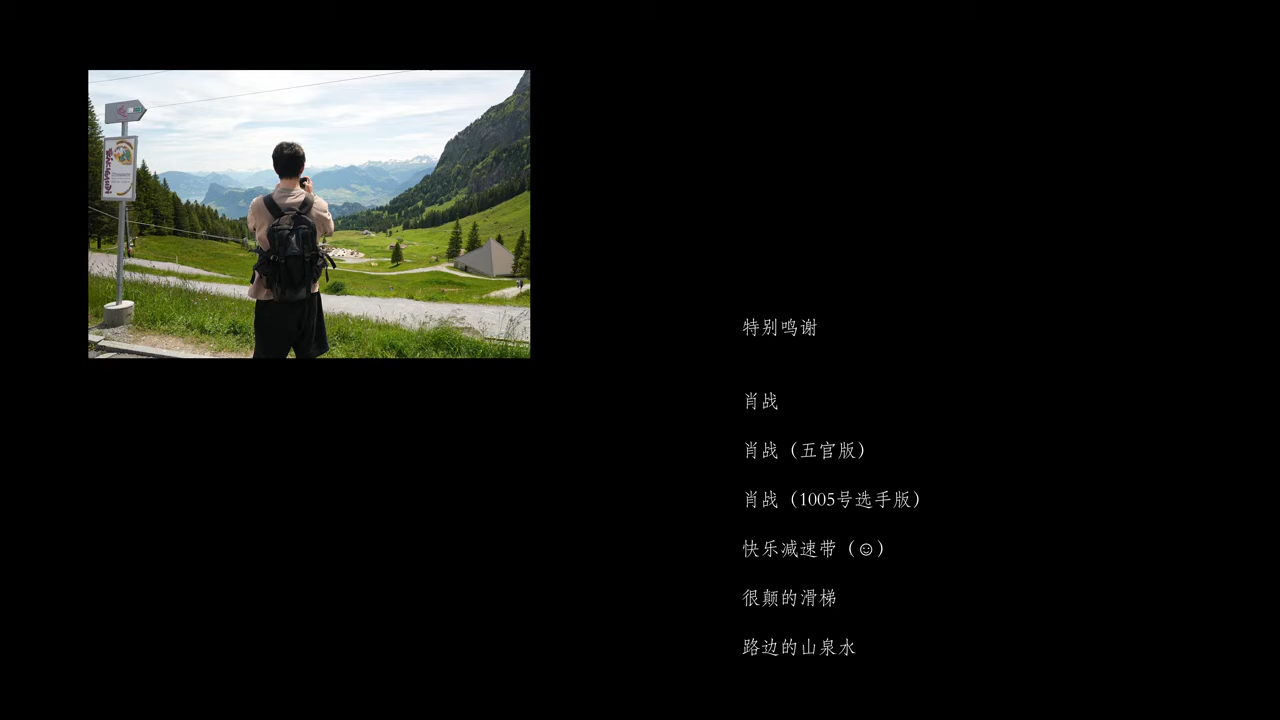 特别鸣谢
肖战
肖战（五官版）
肖战（1005号选手版）
快乐减速带（☺）
很颠的滑梯
路边的山泉水